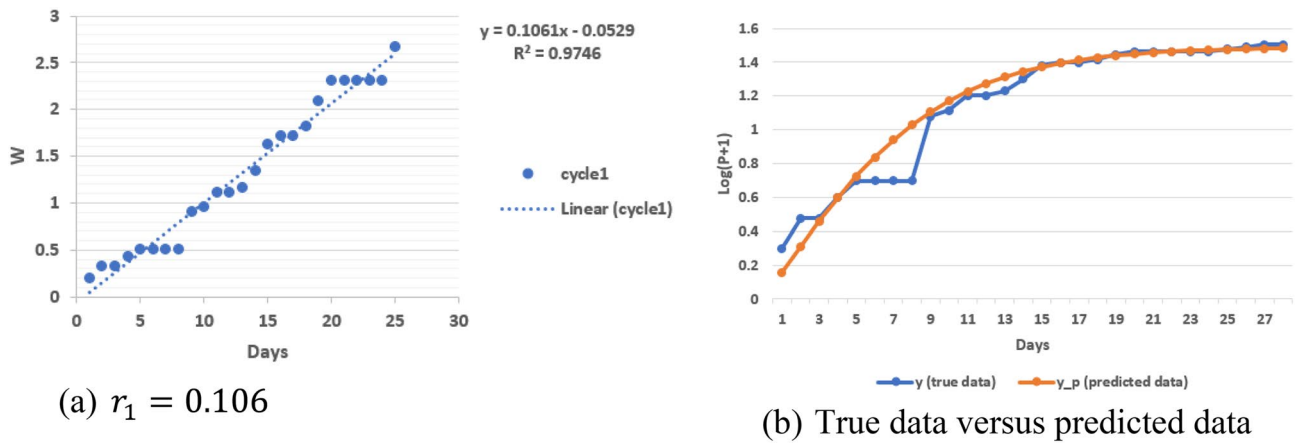 3
2.5
2
1.5
1
0.5
0
W
0 5 10 15 20 25 30
Days
y = 0.1061x - 0.0529
R² = 0.9746
cycle1
Linear (cycle1)
(a) r₁ = 0.106
1.6
1.4
1.2
1
0.8
0.6
0.4
0.2
0
Log(P+1)
1 3 5 7 9 11 13 15 17 19 21 23 25 27
Days
y (true data) y_p (predicted data)
(b) True data versus predicted data